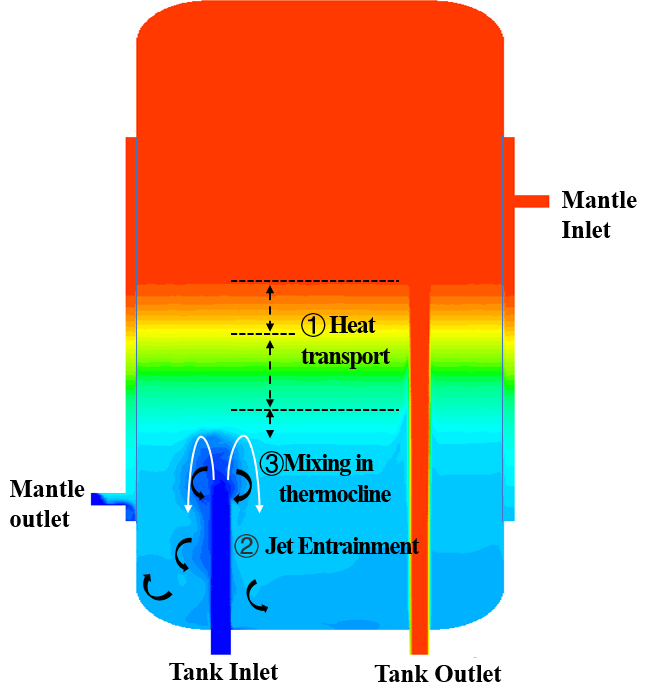 Mantle
Inlet
① Heat
transport
③Mixing in
thermocline
Mantle
outlet
② Jet Entrainment
Tank Inlet
Tank Outlet